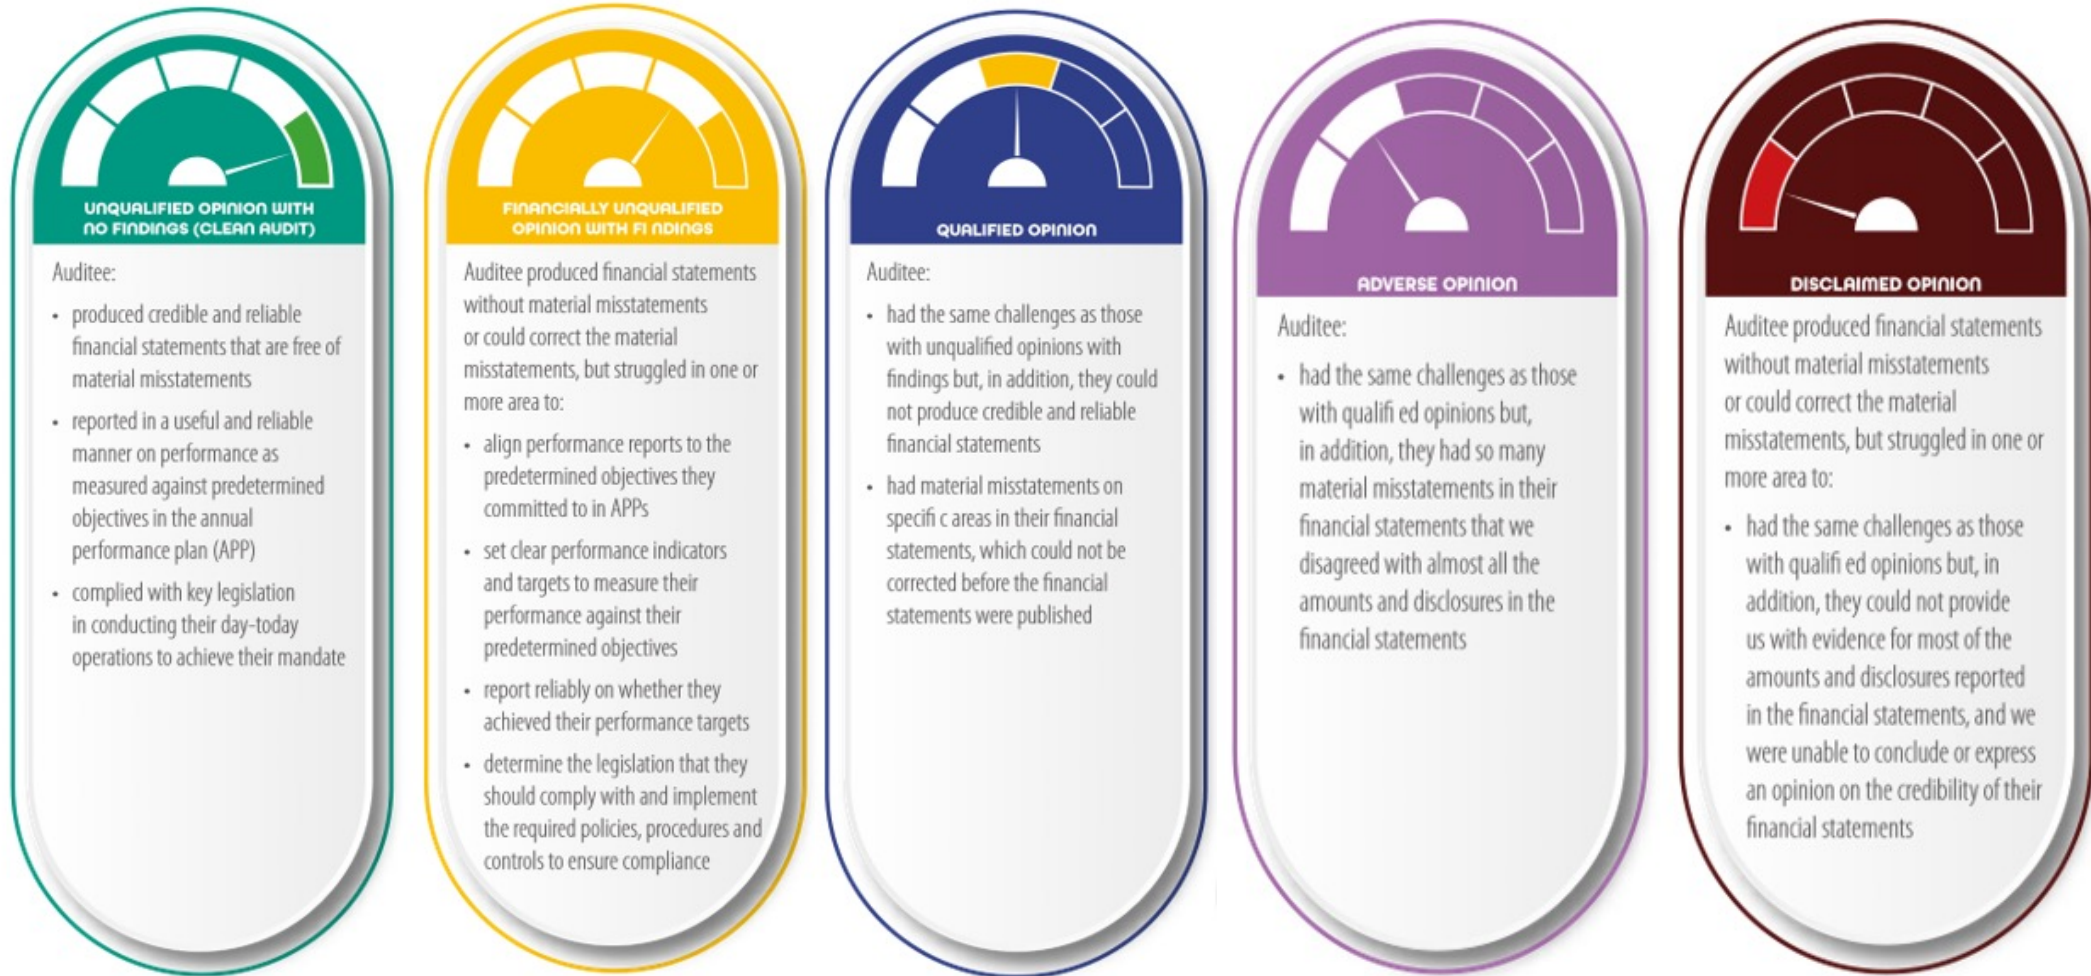 UNQUALIFIED OPINION WITH
NO FINDINGS (CLEAN AUDIT)
Auditee:
• produced credible and reliable
financial statements that are free of
material misstatements
• reported in a useful and reliable
manner on performance as
measured against predetermined
objectives in the annual
performance plan (APP)
• complied with key legislation
in conducting their day-today
operations to achieve their mandate
FINANCIALLY UNQUALIFIED
OPINION WITH FI NDINGS
Auditee produced financial statements
without material misstatements
or could correct the material
misstatements, but struggled in one or
more area to:
• align performance reports to the
predetermined objectives they
committed to in APPs
• set clear performance indicators
and targets to measure their
performance against their
predetermined objectives
• report reliably on whether they
achieved their performance targets
• determine the legislation that they
should comply with and implement
the required policies, procedures and
controls to ensure compliance
QUALIFIED OPINION
Auditee:
• had the same challenges as those
with unqualified opinions with
findings but, in addition, they could
not produce credible and reliable
financial statements
• had material misstatements on
specifi c areas in their financial
statements, which could not be
corrected before the financial
statements were published
ADVERSE OPINION
Auditee:
• had the same challenges as those
with qualifi ed opinions but,
in addition, they had so many
material misstatements in their
financial statements that we
disagreed with almost all the
amounts and disclosures in the
financial statements
DISCLAIMED OPINION
Auditee produced financial statements
without material misstatements
or could correct the material
misstatements, but struggled in one or
more area to:
• had the same challenges as those
with qualifi ed opinions but, in
addition, they could not provide
us with evidence for most of the
amounts and disclosures reported
in the financial statements, and we
were unable to conclude or express
an opinion on the credibility of their
financial statements